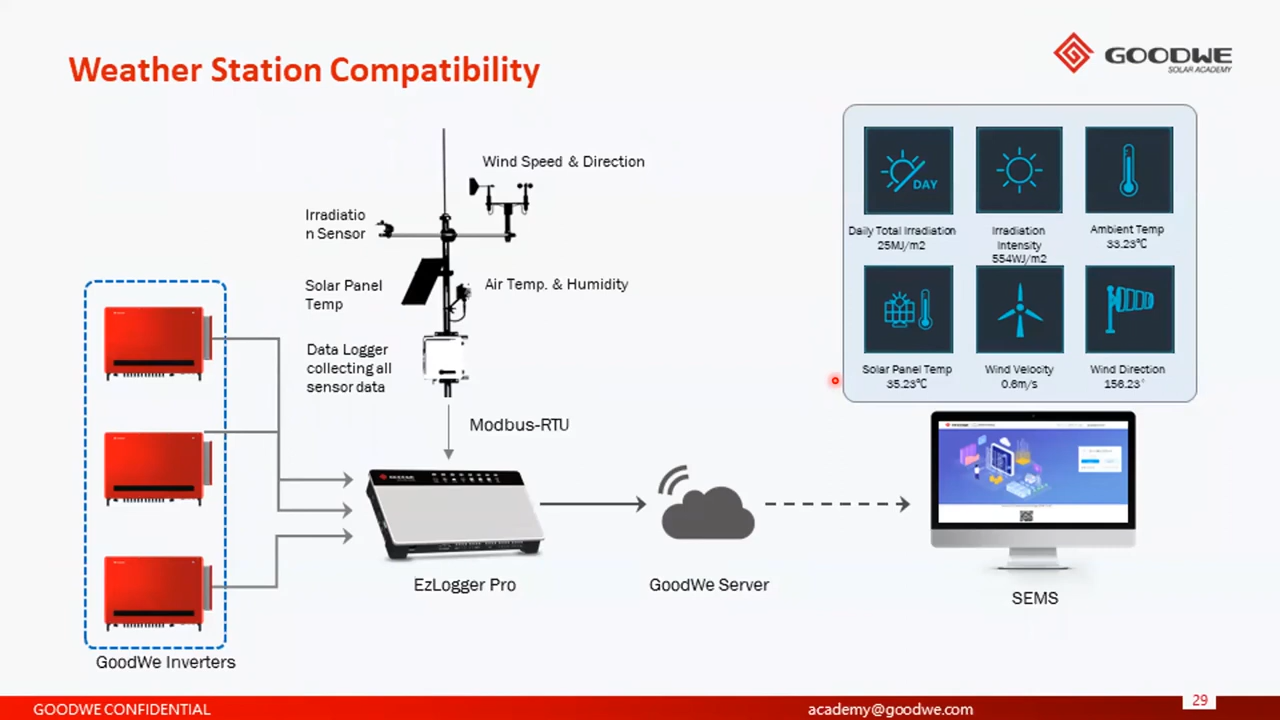 Weather Station Compatibility
GOODWE
SOLAR ACADEMY
Wind Speed & Direction
Irradiatio
n Sensor
Solar Panel
Temp
Air Temp. & Humidity
Data Logger
collecting all
sensor data
Modbus-RTU
DAY
Daily Total Irradiation
25MJ/m2
Irradiation
Intensity
554WJ/m2
Ambient Temp
33.23℃
Solar Panel Temp
35.23℃
Wind Velocity
0.6m/s
Wind Direction
156.23°
GOODWE
EzLogger Pro
GoodWe Server
SEMS
GoodWe Inverters
GOODWE CONFIDENTIAL
academy@goodwe.com
29